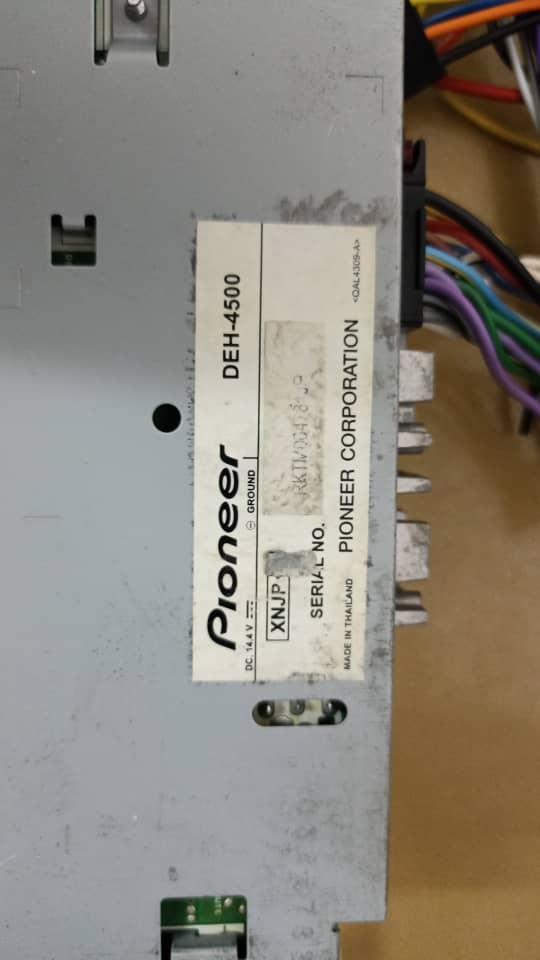 Pioneer DEH-4500
DC. 14.4 V ⎓ ⊖ GROUND
XNJP
SERIAL NO.
MADE IN THAILAND PIONEER CORPORATION <QAL4309-A>